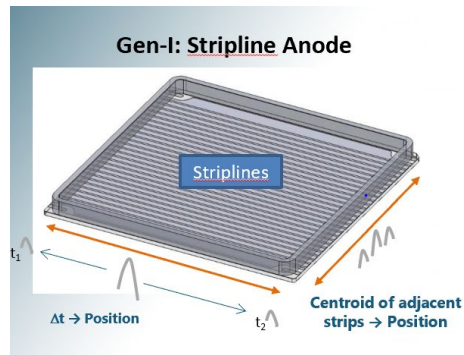 Gen-I: Stripline Anode
Striplines
t₁
Δt → Position
t₂
Centroid of adjacent
strips → Position